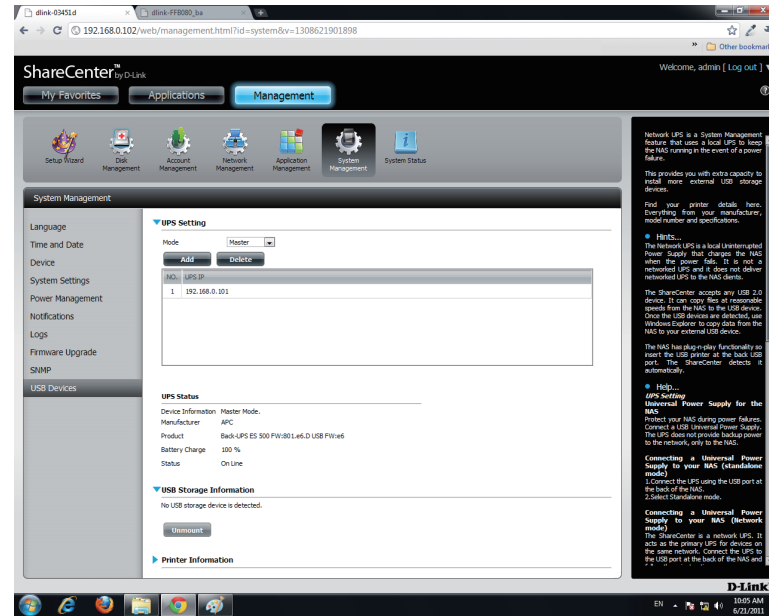 dlink-03451d
dlink-FFB080_ba
192.168.0.102/web/management.html?id=system&v=1308621901898
Other bookmark
ShareCenter™ by D-Link
Welcome, admin [ Log out ]
My Favorites
Applications
Management
Setup Wizard
Disk Management
Account Management
Network Management
Application Management
System Management
System Status
System Management
Language
Time and Date
Device
System Settings
Power Management
Notifications
Logs
Firmware Upgrade
SNMP
USB Devices
UPS Setting
Mode Master
Add Delete
NO. UPS IP
1 192.168.0.101
UPS Status
Device Information Master Mode.
Manufacturer APC
Product Back-UPS ES 500 FW:801.e6.D USB FW:e6
Battery Charge 100 %
Status On Line
USB Storage Information
No USB storage device is detected.
Unmount
Printer Information
Network UPS is a System Management
feature that uses a local UPS to keep
the NAS running in the event of a power
failure.
This provides you with extra capacity to
install more external USB storage
devices.
Find your printer details here.
Everything from your manufacturer,
model number and specifications.
Hints...
The Network UPS is a local Uninterrupted
Power Supply that charges the NAS
when the power fails. It is not a
networked UPS and it does not deliver
networked UPS to the NAS clients.
The ShareCenter accepts any USB 2.0
device. It can copy files at reasonable
speeds from the NAS to the USB device.
Once the USB devices are detected, use
Windows Explorer to copy data from the
NAS to your external USB device.
The NAS has plug-n-play functionality so
insert the USB printer at the back USB
port. The ShareCenter detects it
automatically.
Help...
UPS Setting
Universal Power Supply for the
NAS
Protect your NAS during power failures.
Connect a USB Universal Power Supply.
The UPS does not provide backup power
to the network, only to the NAS.
Connecting a Universal Power
Supply to your NAS (standalone
mode)
1.Connect the UPS using the USB port at
the back of the NAS.
2.Select Standalone mode.
Connecting a Universal Power
Supply to your NAS (Network
mode)
The ShareCenter is a network UPS. It
acts as the primary UPS for devices on
the same network. Connect the UPS to
the USB port at the back of the NAS and
D-Link
EN
10:05 AM
6/21/2011